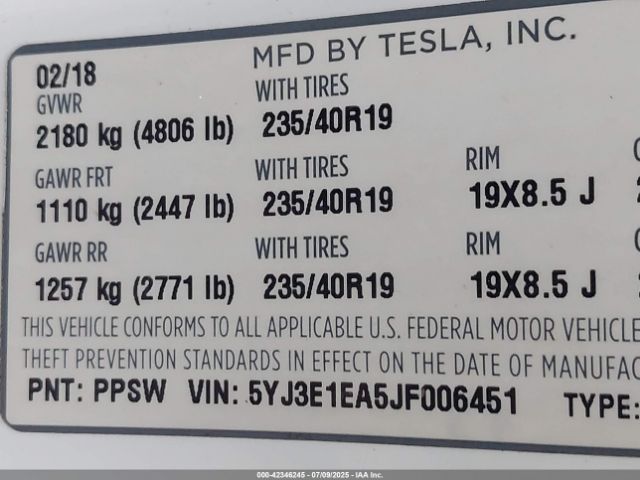 MFD BY TESLA, INC.
02/18
GVWR WITH TIRES
2180 kg (4806 lb) 235/40R19
GAWR FRT WITH TIRES RIM
1110 kg (2447 lb) 235/40R19 19X8.5 J
GAWR RR WITH TIRES RIM
1257 kg (2771 lb) 235/40R19 19X8.5 J
THIS VEHICLE CONFORMS TO ALL APPLICABLE U.S. FEDERAL MOTOR VEHICLE
THEFT PREVENTION STANDARDS IN EFFECT ON THE DATE OF MANUFAC
PNT: PPSW VIN: 5YJ3E1EA5JF006451 TYPE:
000-42346245 - 07/09/2025 - IAA Inc.